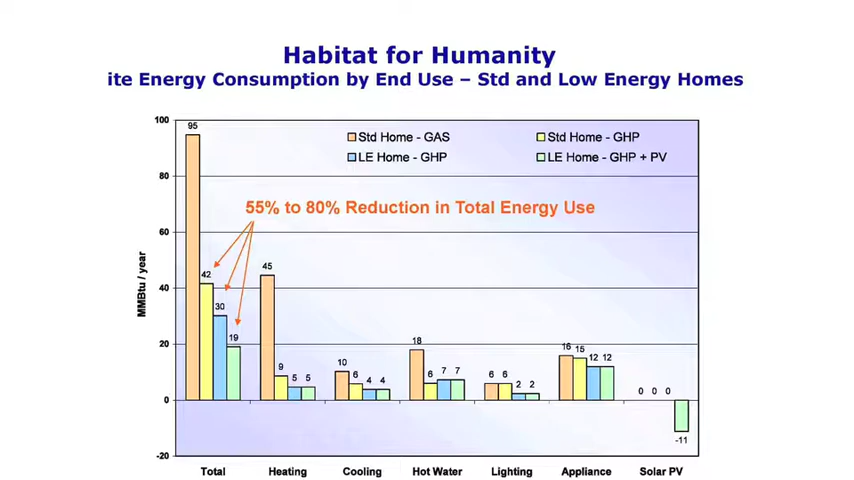 Habitat for Humanity
ite Energy Consumption by End Use – Std and Low Energy Homes
100
95
Std Home - GAS
Std Home - GHP
LE Home - GHP
LE Home - GHP + PV
80
55% to 80% Reduction in Total Energy Use
60
MMBtu / year
42
45
40
30
19
20
9
5
5
10
6
4
4
18
6
7
7
6
6
2
2
16
15
12
12
0
0
0
0
-11
-20
Total
Heating
Cooling
Hot Water
Lighting
Appliance
Solar PV